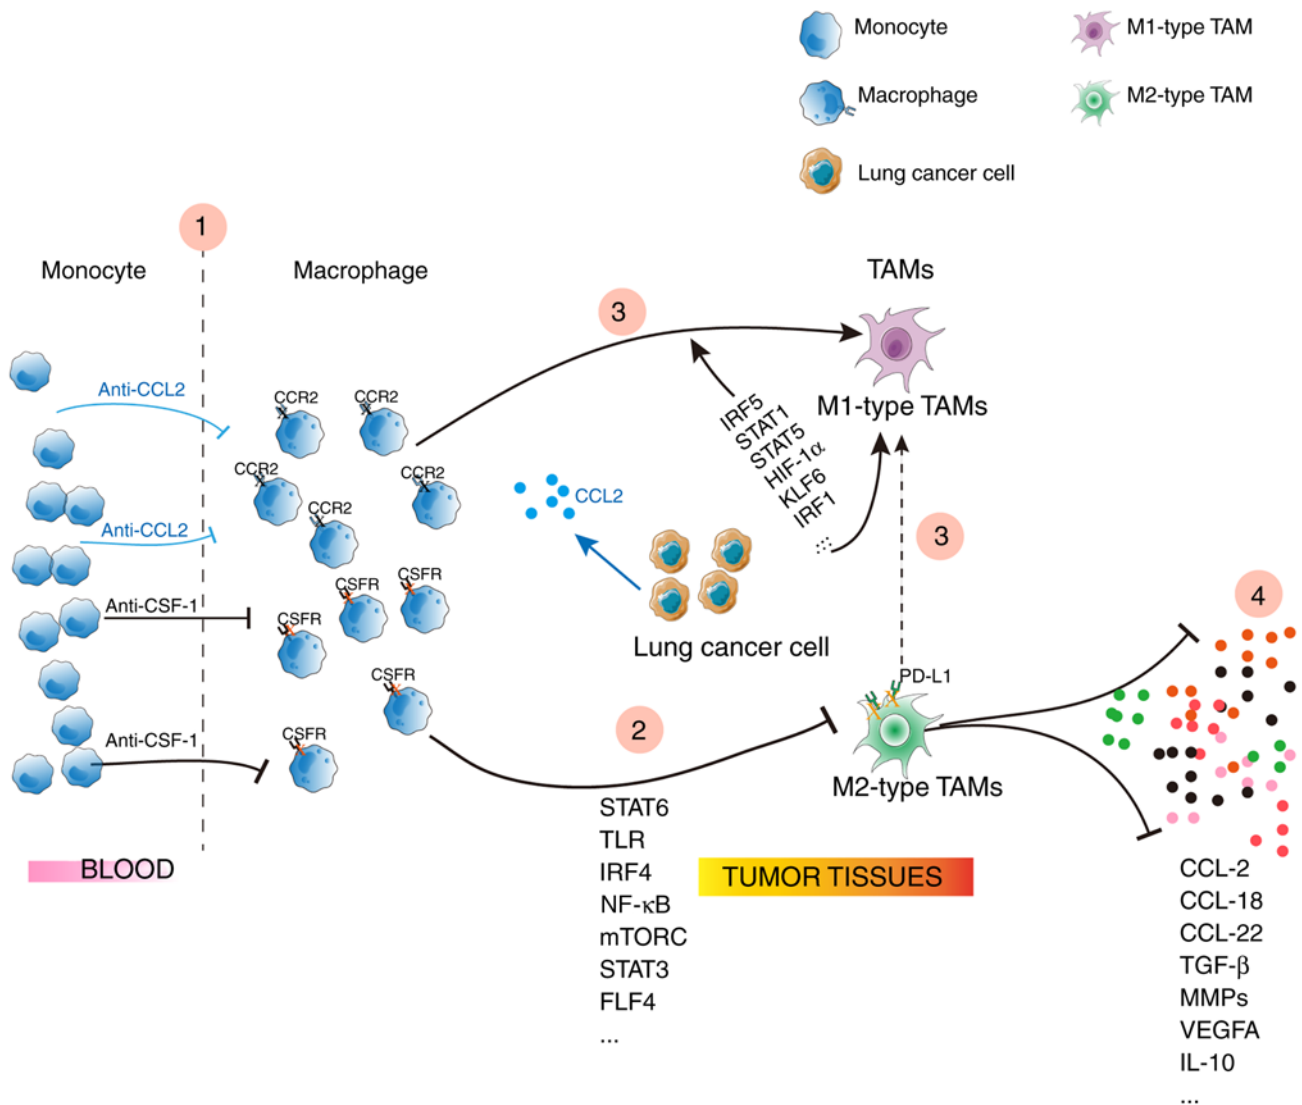 Monocyte
M1-type TAM
Macrophage
M2-type TAM
Lung cancer cell
1
Monocyte
Macrophage
TAMs
3
Anti-CCL2
CCR2
CCR2
M1-type TAMs
IRF5
STAT1
STAT5
HIF-1α
KLF6
IRF1
CCR2
CCR2
CCL2
CCR2
Anti-CCL2
3
CSFR
CSFR
4
Anti-CSF-1
CSFR
Lung cancer cell
CSFR
PD-L1
2
Anti-CSF-1
CSFR
M2-type TAMs
STAT6
TLR
IRF4
NF-κB
mTORC
STAT3
FLF4
...
BLOOD
TUMOR TISSUES
CCL-2
CCL-18
CCL-22
TGF-β
MMPs
VEGFA
IL-10
...